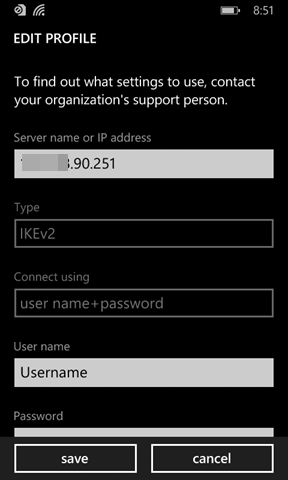 8:51
EDIT PROFILE
To find out what settings to use, contact
your organization's support person.
Server name or IP address
.90.251
Type
IKEv2
Connect using
user name+password
User name
Username
Password
save cancel